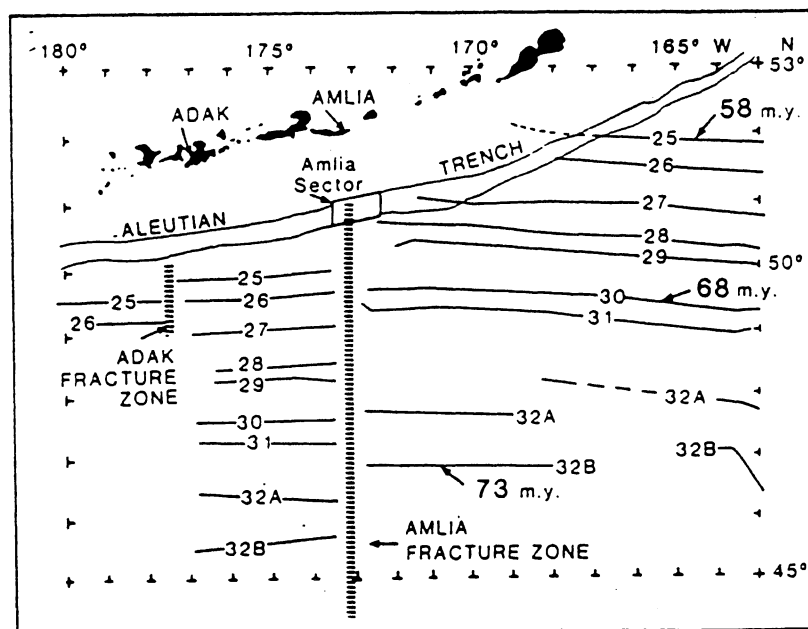 180° 175° 170° 165° W N
53°
ADAK
AMLIA
58 m.y.
25
TRENCH
26
Amlia
Sector
27
ALEUTIAN
28
29
50°
25
25
26
30
68 m.y.
26
27
31
ADAK
FRACTURE
ZONE
28
29
32A
30
32A
31
32B
32B
73 m.y.
32A
AMLIA
FRACTURE ZONE
32B
45°